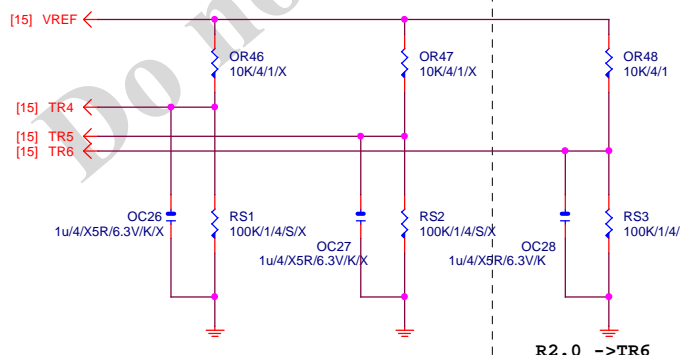 [15] VREF
OR46
10K/4/1/X
OR47
10K/4/1/X
OR48
10K/4/1
[15] TR4
[15] TR5
[15] TR6
OC26
1u/4/X5R/6.3V/K/X
RS1
100K/1/4/S/X
OC27
1u/4/X5R/6.3V/K/X
RS2
100K/1/4/S/X
OC28
1u/4/X5R/6.3V/K
RS3
100K/1/4/
R2.0 ->TR6
Do no